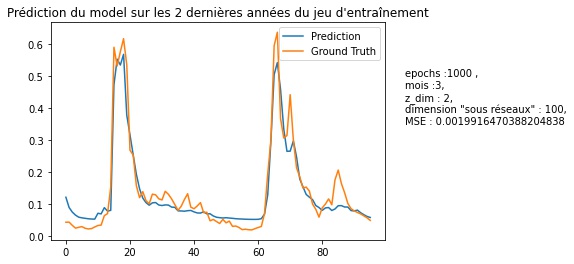 Prédiction du model sur les 2 dernières années du jeu d'entraînement
Prediction
Ground Truth
0.6
0.5
0.4
0.3
0.2
0.1
0.0
0
20
40
60
80
epochs :1000 ,
mois :3,
z_dim : 2,
dimension "sous réseaux" : 100,
MSE : 0.0019916470388204838